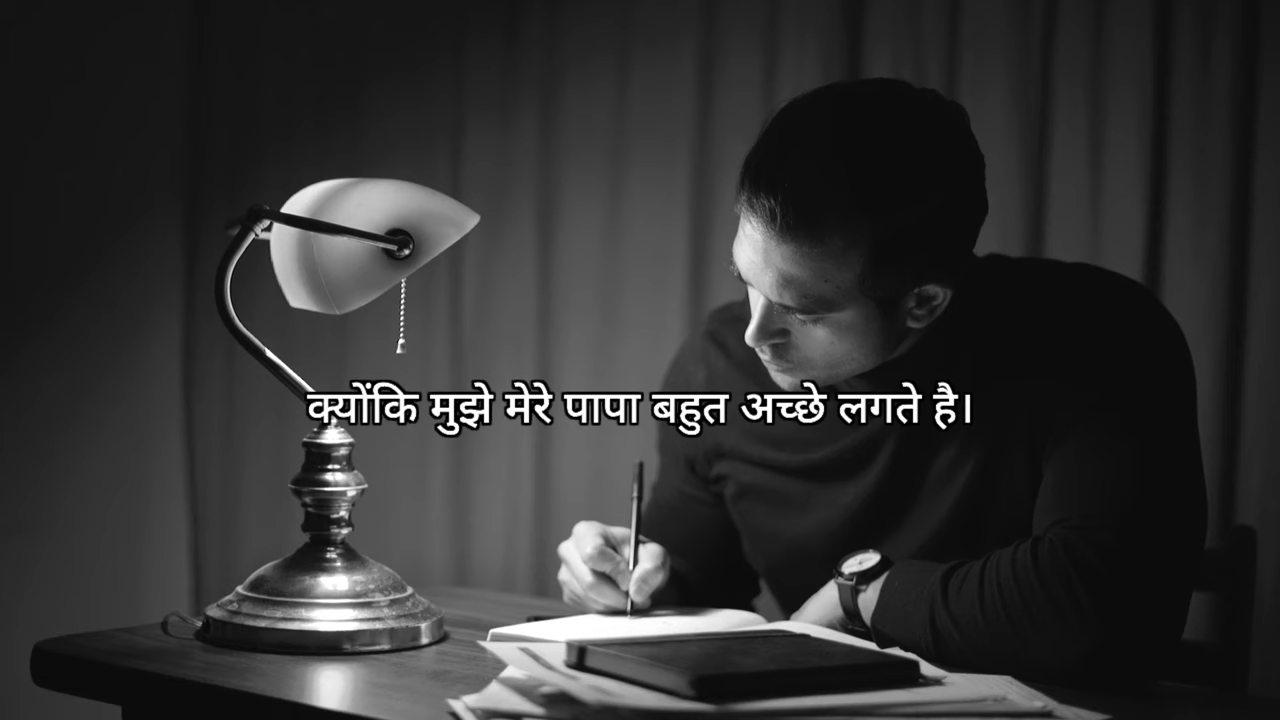 क्योंकि मुझे मेरे पापा बहुत अच्छे लगते है।